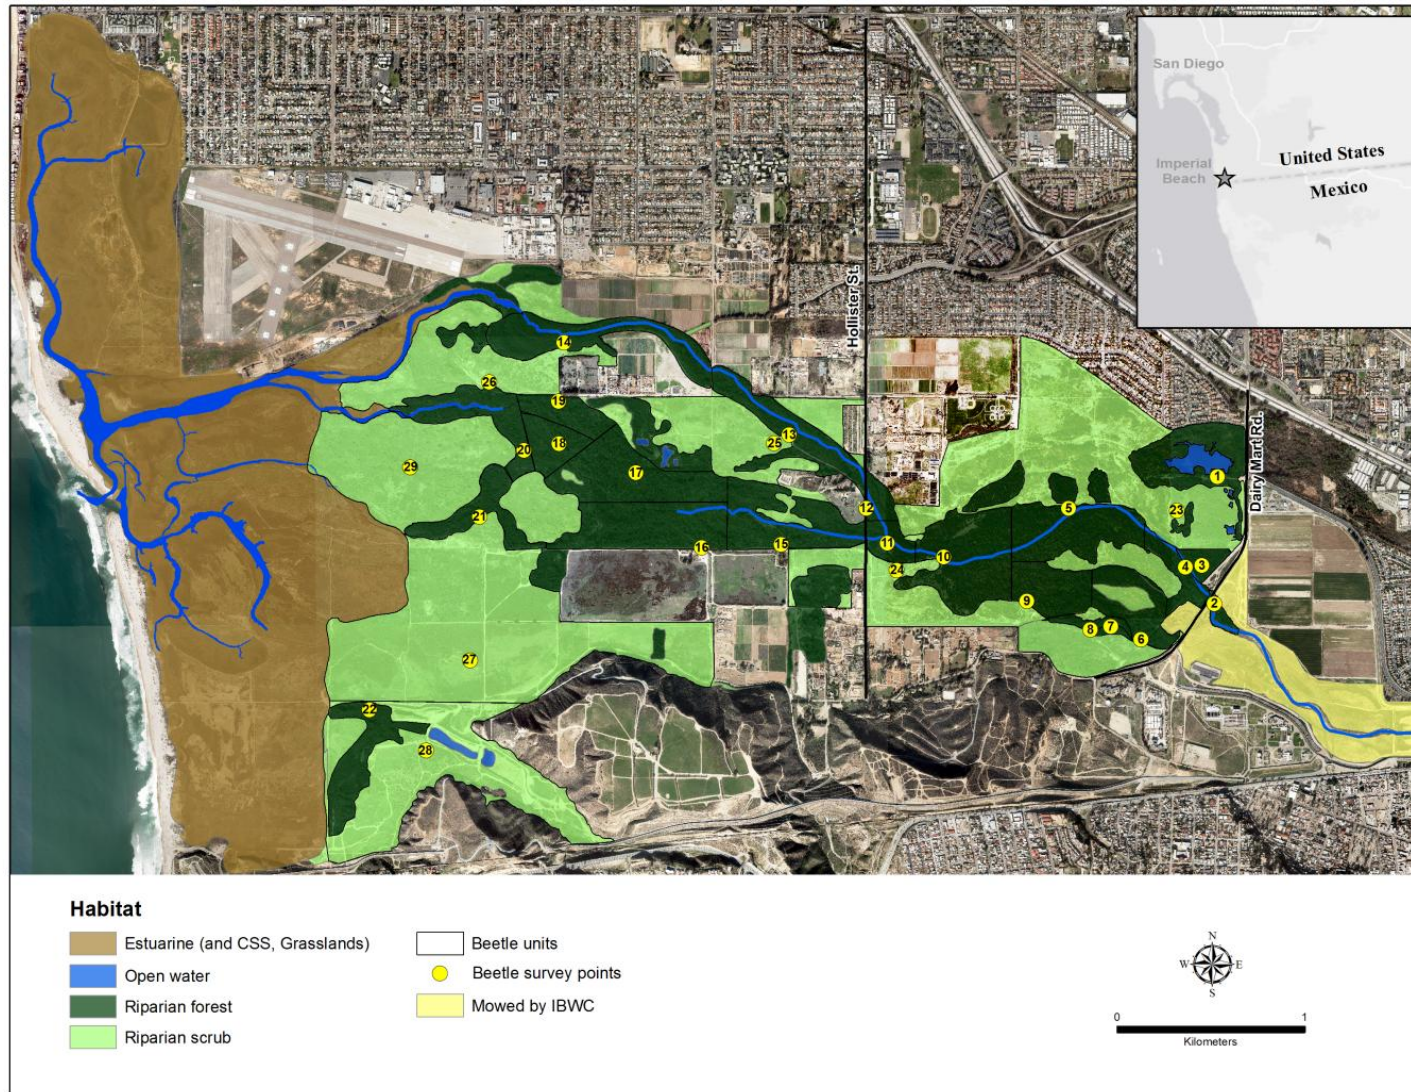 San Diego
Imperial
Beach
United States
Mexico
Hollister St.
Dairy Mart Rd.
14
26
19
13
25
18
20
29
17
1
21
12
5
23
16
15
11
10
24
4
3
9
2
8
7
6
27
22
28
Habitat
Estuarine (and CSS, Grasslands)
Open water
Riparian forest
Riparian scrub
Beetle units
Beetle survey points
Mowed by IBWC
N
W
E
S
0
1
Kilometers